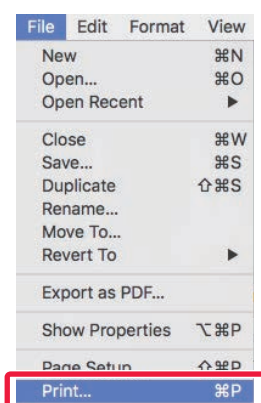 File Edit Format View
New ⌘N
Open... ⌘O
Open Recent ▶
Close ⌘W
Save... ⌘S
Duplicate ⇧⌘S
Rename...
Move To...
Revert To ▶
Export as PDF...
Show Properties ⌥⌘P
Page Setup ⇧⌘P
Print... ⌘P